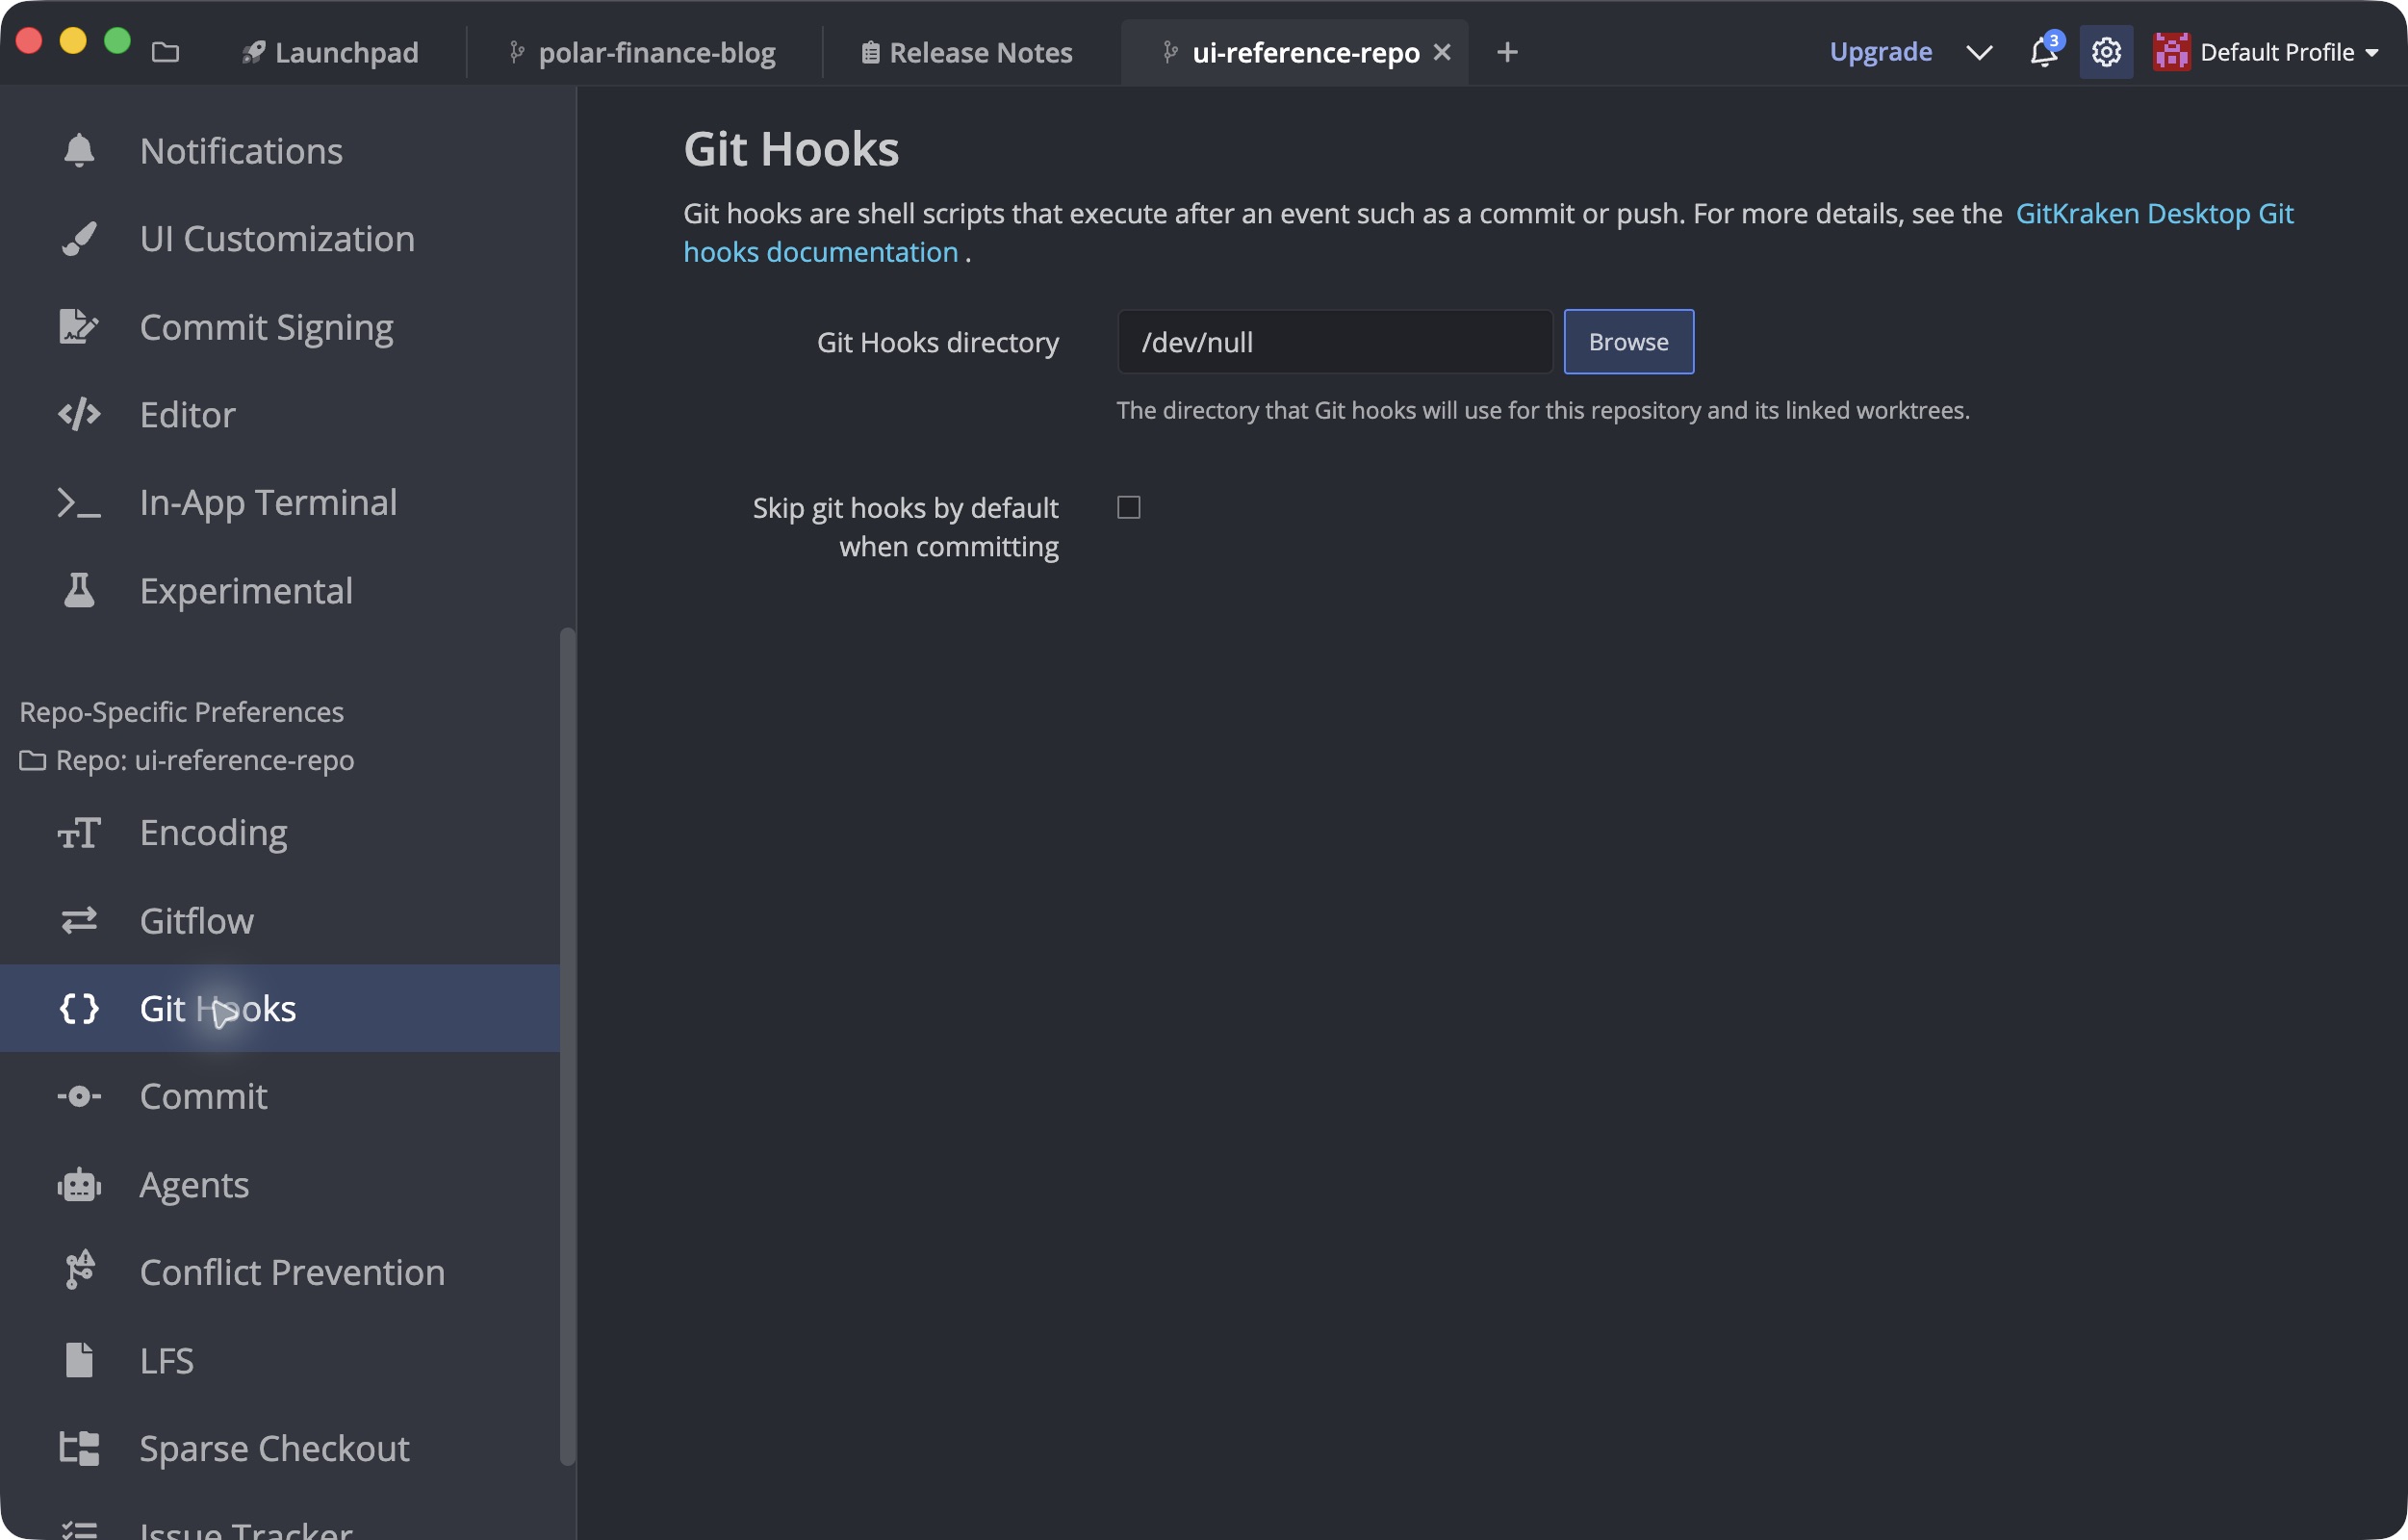 Launchpad
polar-finance-blog
Release Notes
ui-reference-repo
Upgrade
3
Default Profile
Notifications
UI Customization
Commit Signing
Editor
In-App Terminal
Experimental
Repo-Specific Preferences
Repo: ui-reference-repo
Encoding
Gitflow
Git Hooks
Commit
Agents
Conflict Prevention
LFS
Sparse Checkout
Issue Tracker
Git Hooks
Git hooks are shell scripts that execute after an event such as a commit or push. For more details, see the GitKraken Desktop Git
hooks documentation .
Git Hooks directory
/dev/null
Browse
The directory that Git hooks will use for this repository and its linked worktrees.
Skip git hooks by default
when committing